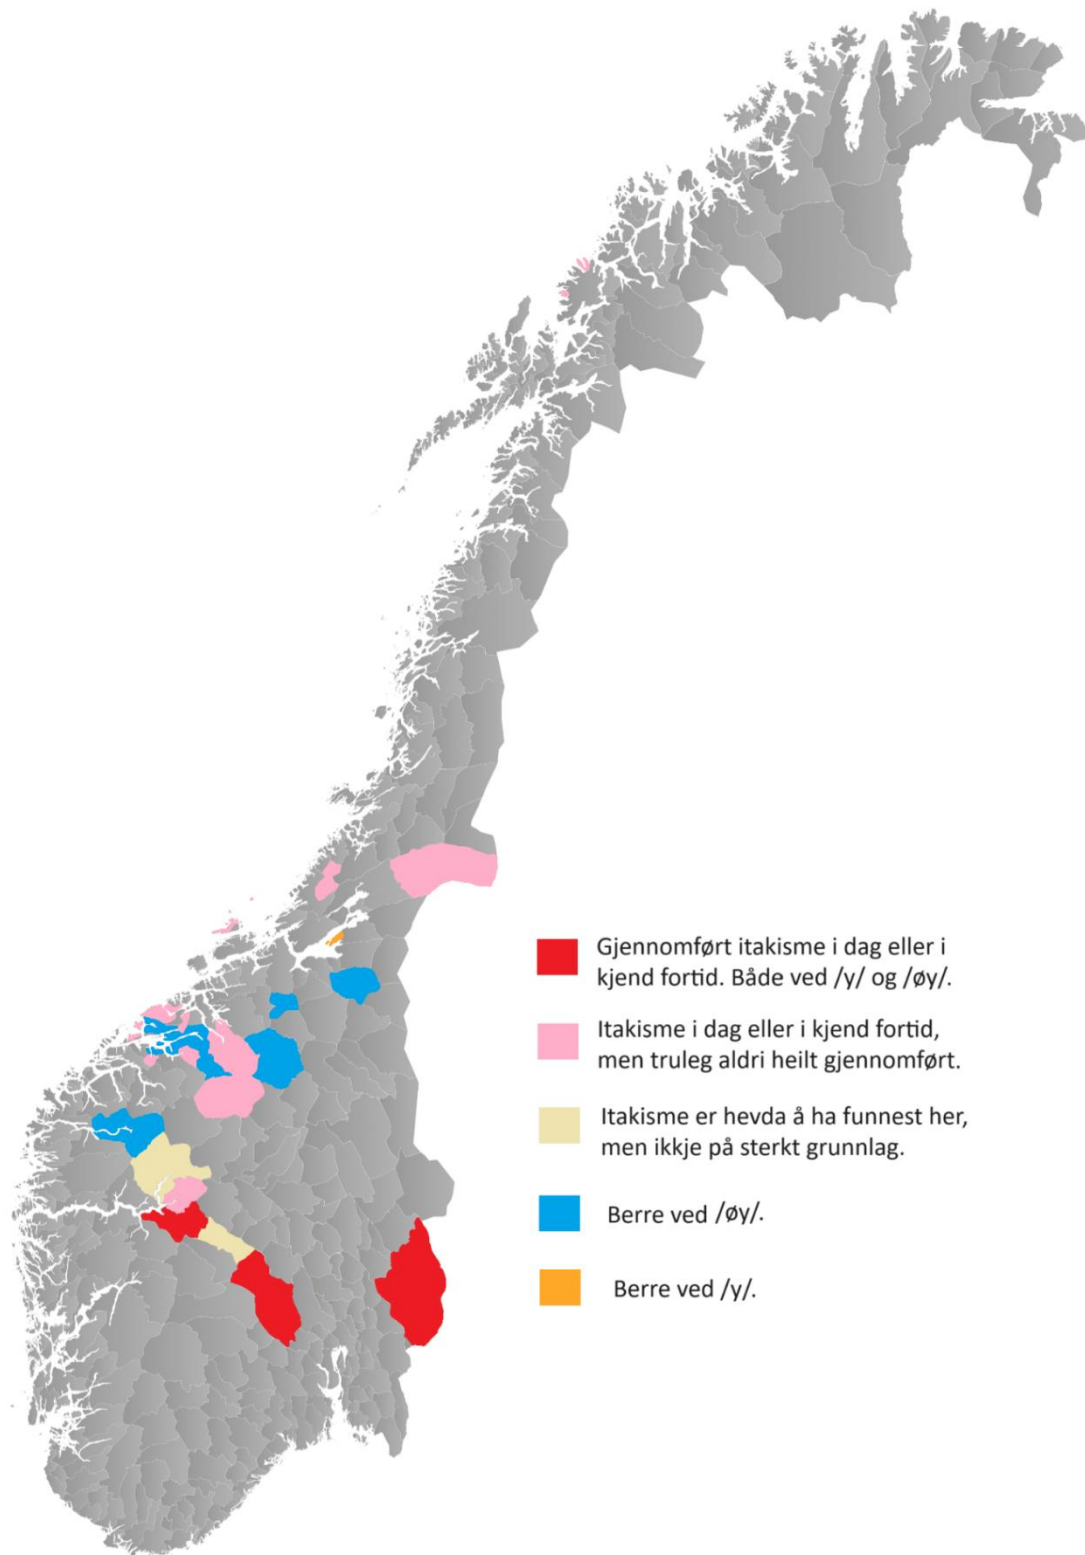 Gjennomført itakisme i dag eller i
kjend fortid. Både ved /y/ og /øy/.
Itakisme i dag eller i kjend fortid,
men truleg aldri heilt gjennomført.
Itakisme er hevda å ha funnest her,
men ikkje på sterkt grunnlag.
Berre ved /øy/.
Berre ved /y/.